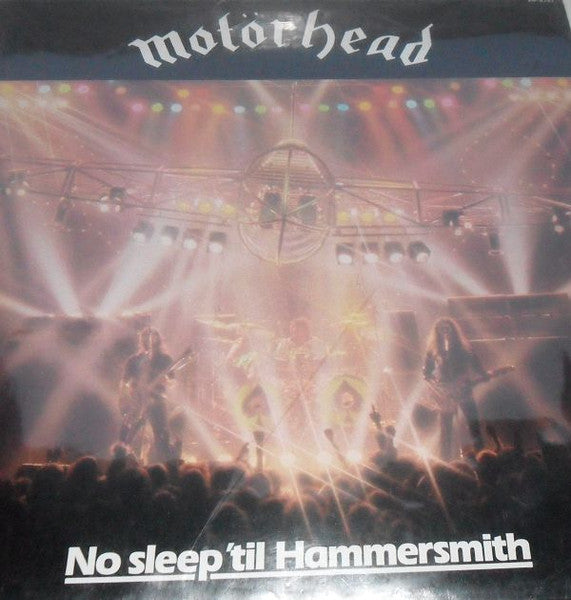 motörhead
No sleep 'til Hammersmith